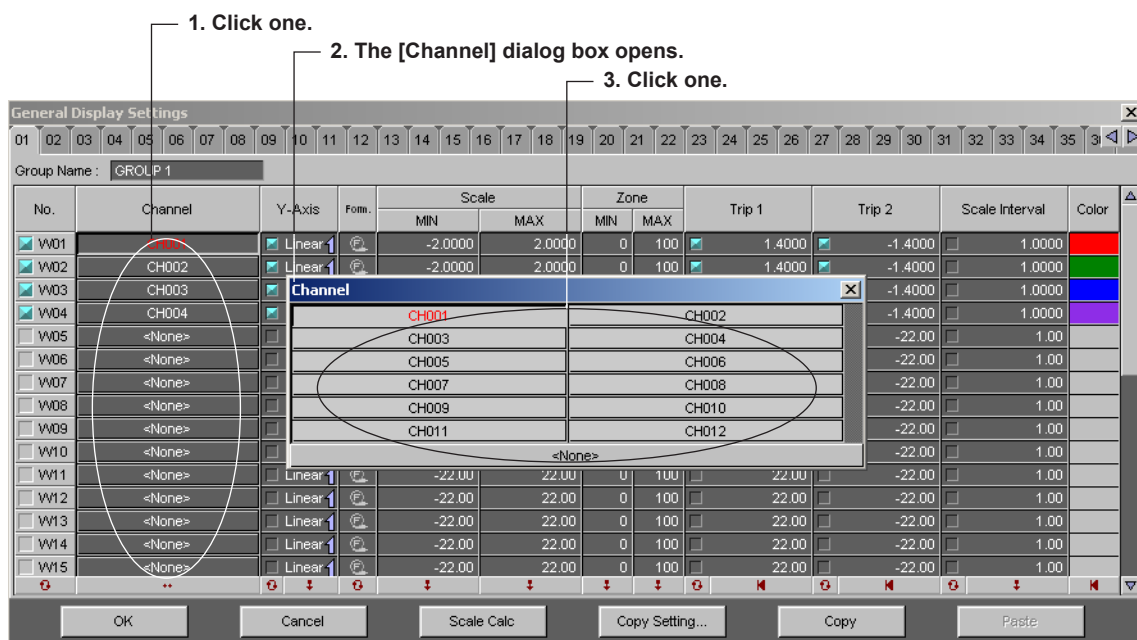 1. Click one.
2. The [Channel] dialog box opens.
3. Click one.
General Display Settings
01 02 03 04 05 06 07 08 09 10 11 12 13 14 15 16 17 18 19 20 21 22 23 24 25 26 27 28 29 30 31 32 33 34 35
Group Name : GROUP 1
No. Channel Y-Axis Form. Scale Zone Trip 1 Trip 2 Scale Interval Color
MIN MAX MIN MAX
W01 CH001 Linear -2.0000 2.0000 0 100 1.4000 -1.4000 1.0000
W02 CH002 Linear -2.0000 2.0000 0 100 1.4000 -1.4000 1.0000
W03 CH003 -1.4000 1.0000
W04 CH004 -1.4000 1.0000
W05 <None> -22.00 1.00
W06 <None> -22.00 1.00
W07 <None> -22.00 1.00
W08 <None> -22.00 1.00
W09 <None> -22.00 1.00
W10 <None> -22.00 1.00
W11 <None> Linear -22.00 22.00 0 100 22.00 -22.00 1.00
W12 <None> Linear -22.00 22.00 0 100 22.00 -22.00 1.00
W13 <None> Linear -22.00 22.00 0 100 22.00 -22.00 1.00
W14 <None> Linear -22.00 22.00 0 100 22.00 -22.00 1.00
W15 <None> Linear -22.00 22.00 0 100 22.00 -22.00 1.00
Channel
CH001 CH002
CH003 CH004
CH005 CH006
CH007 CH008
CH009 CH010
CH011 CH012
<None>
OK Cancel Scale Calc Copy Setting... Copy Paste